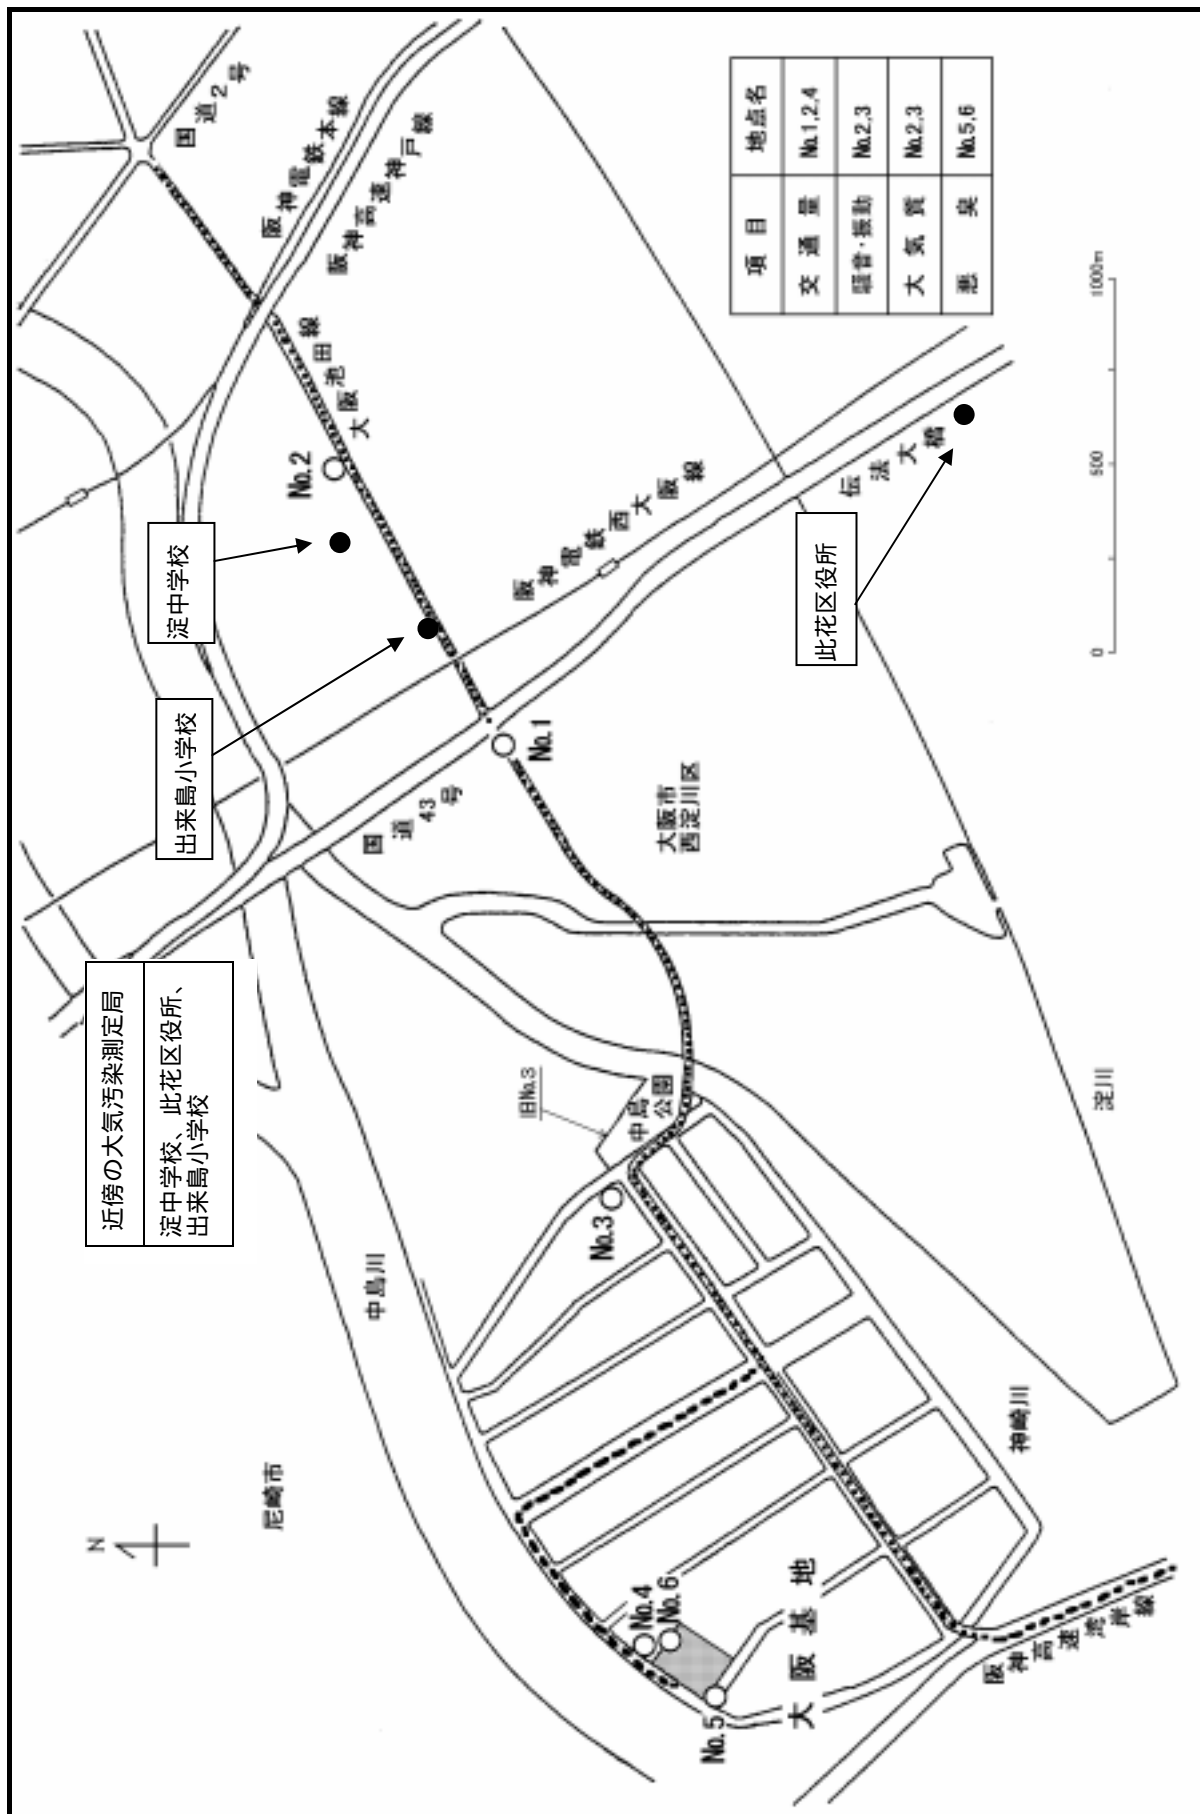 国道2号
阪神電鉄本線
阪神高速神戸線
大阪池田線
No.2
淀中学校
出来島小学校
No.1
国道43号
阪神電鉄西大阪線
伝法大橋
此花区役所
項目 地点名
交通量 No.1,2,4
騒音・振動 No.2,3
大気質 No.2,3
悪臭 No.5,6
0 500 1000m
大阪市
西淀川区
近傍の大気汚染測定局
淀中学校、此花区役所、
出来島小学校
旧No.3
中島
公園
No.3
淀川
中島川
尼崎市
神崎川
N
No.4
No.6
No.5
大阪基地
阪神高速湾岸線